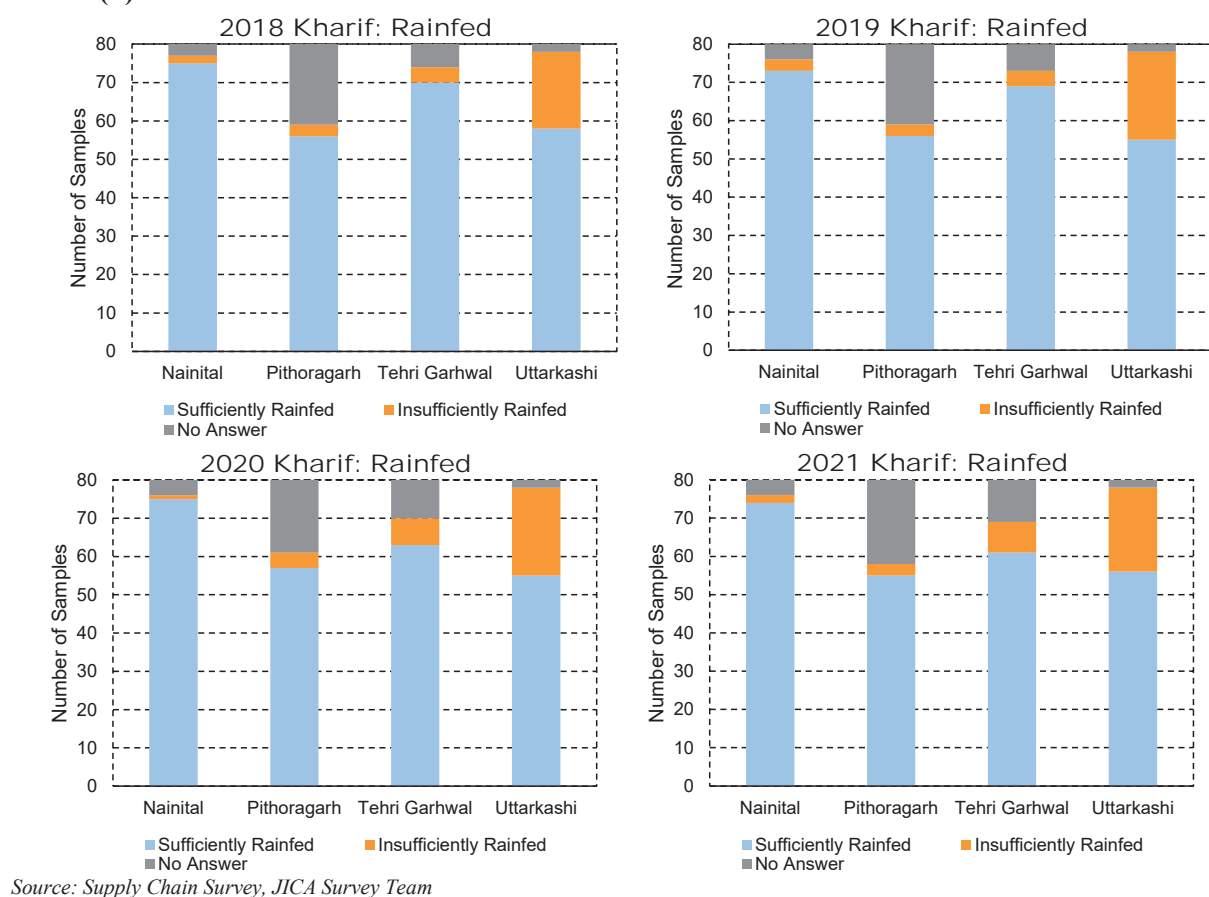 2018 Kharif: Rainfed
80
70
60
50
40
30
20
10
0
Number of Samples
Nainital Pithoragarh Tehri Garhwal Uttarkashi
Sufficiently Rainfed Insufficiently Rainfed
No Answer
2019 Kharif: Rainfed
80
70
60
50
40
30
20
10
0
Number of Samples
Nainital Pithoragarh Tehri Garhwal Uttarkashi
Sufficiently Rainfed Insufficiently Rainfed
No Answer
2020 Kharif: Rainfed
80
70
60
50
40
30
20
10
0
Number of Samples
Nainital Pithoragarh Tehri Garhwal Uttarkashi
Sufficiently Rainfed Insufficiently Rainfed
No Answer
2021 Kharif: Rainfed
80
70
60
50
40
30
20
10
0
Number of Samples
Nainital Pithoragarh Tehri Garhwal Uttarkashi
Sufficiently Rainfed Insufficiently Rainfed
No Answer
Source: Supply Chain Survey, JICA Survey Team